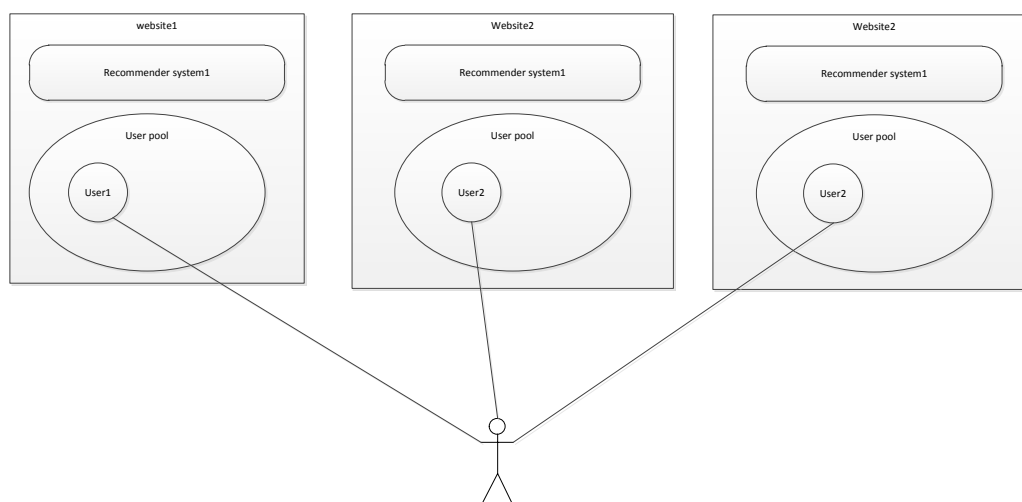 website1
Recommender system1
User pool
User1
Website2
Recommender system1
User pool
User2
Website2
Recommender system1
User pool
User2